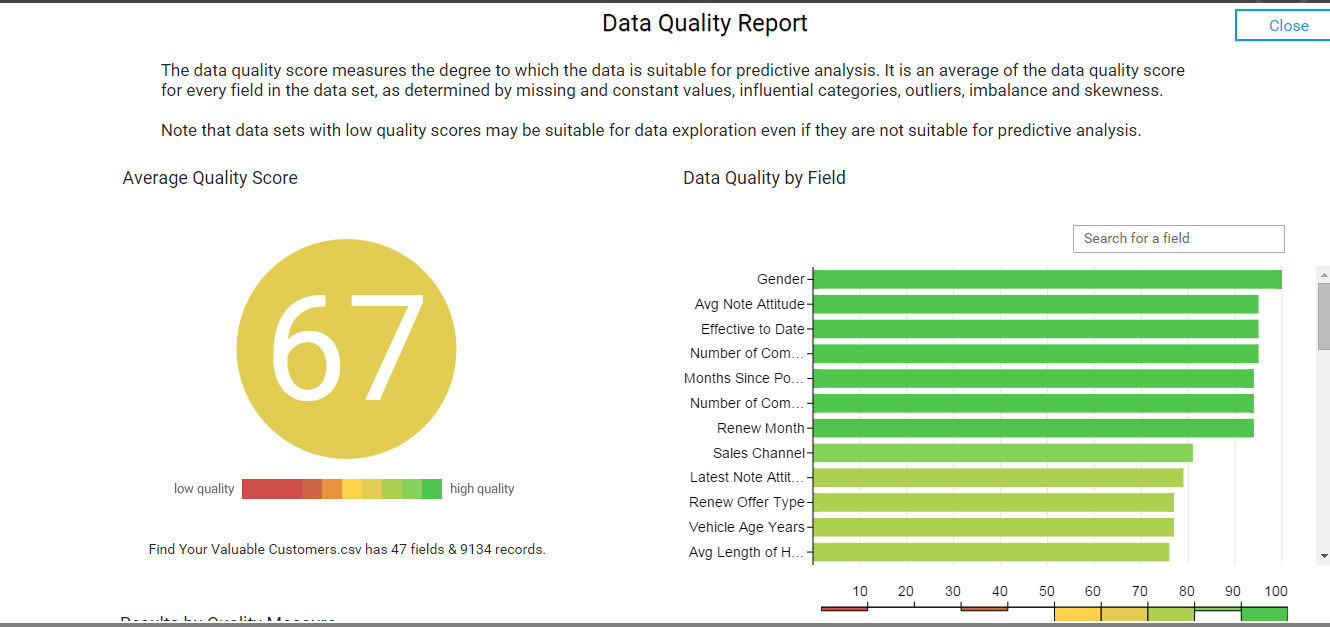 Data Quality Report
Close
The data quality score measures the degree to which the data is suitable for predictive analysis. It is an average of the data quality score
for every field in the data set, as determined by missing and constant values, influential categories, outliers, imbalance and skewness.
Note that data sets with low quality scores may be suitable for data exploration even if they are not suitable for predictive analysis.
Average Quality Score
67
low quality
high quality
Find Your Valuable Customers.csv has 47 fields & 9134 records.
Data Quality by Field
Search for a field
Gender
Avg Note Attitude
Effective to Date
Number of Com...
Months Since Po...
Number of Com...
Renew Month
Sales Channel
Latest Note Attit...
Renew Offer Type
Vehicle Age Years
Avg Length of H...
10 20 30 40 50 60 70 80 90 100
Results by Quality Measure